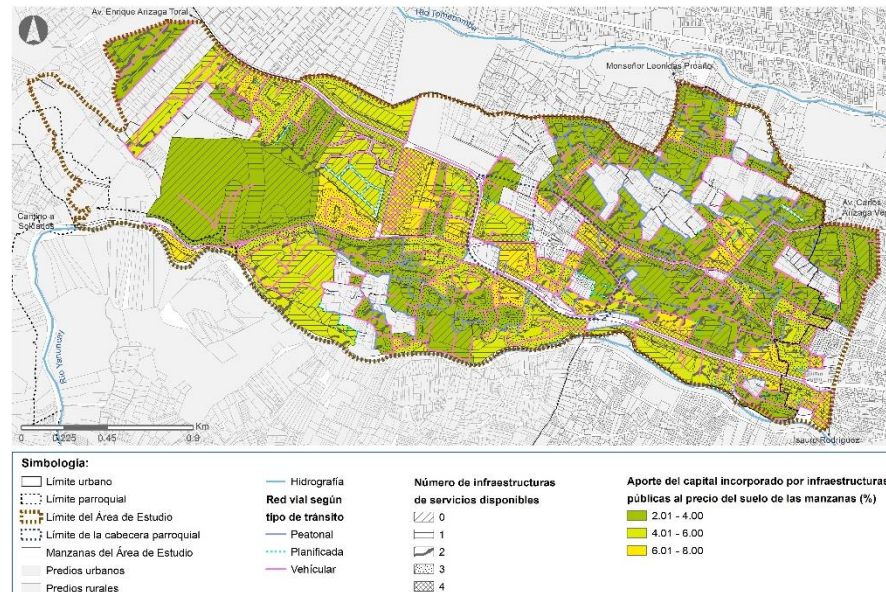 Av. Enrique Arizaga Toral
Río Tomebamba
Monseñor Leonidas Proaño
Camino a
Soldados
Av. Carlos
Arizaga Vega
Río Yanuncay
Km
0 0.225 0.45 0.9
Isauro Rodríguez
Simbología:
Límite urbano
Límite parroquial
Límite del Área de Estudio
Límite de la cabecera parroquial
Manzanas del Área de Estudio
Predios urbanos
Predios rurales
Hidrografía
Red vial según
tipo de tránsito
Peatonal
Planificada
Vehícular
Número de infraestructuras
de servicios disponibles
0
1
2
3
4
Aporte del capital incorporado por infraestructuras
públicas al precio del suelo de las manzanas (%)
2.01 - 4.00
4.01 - 6.00
6.01 - 8.00